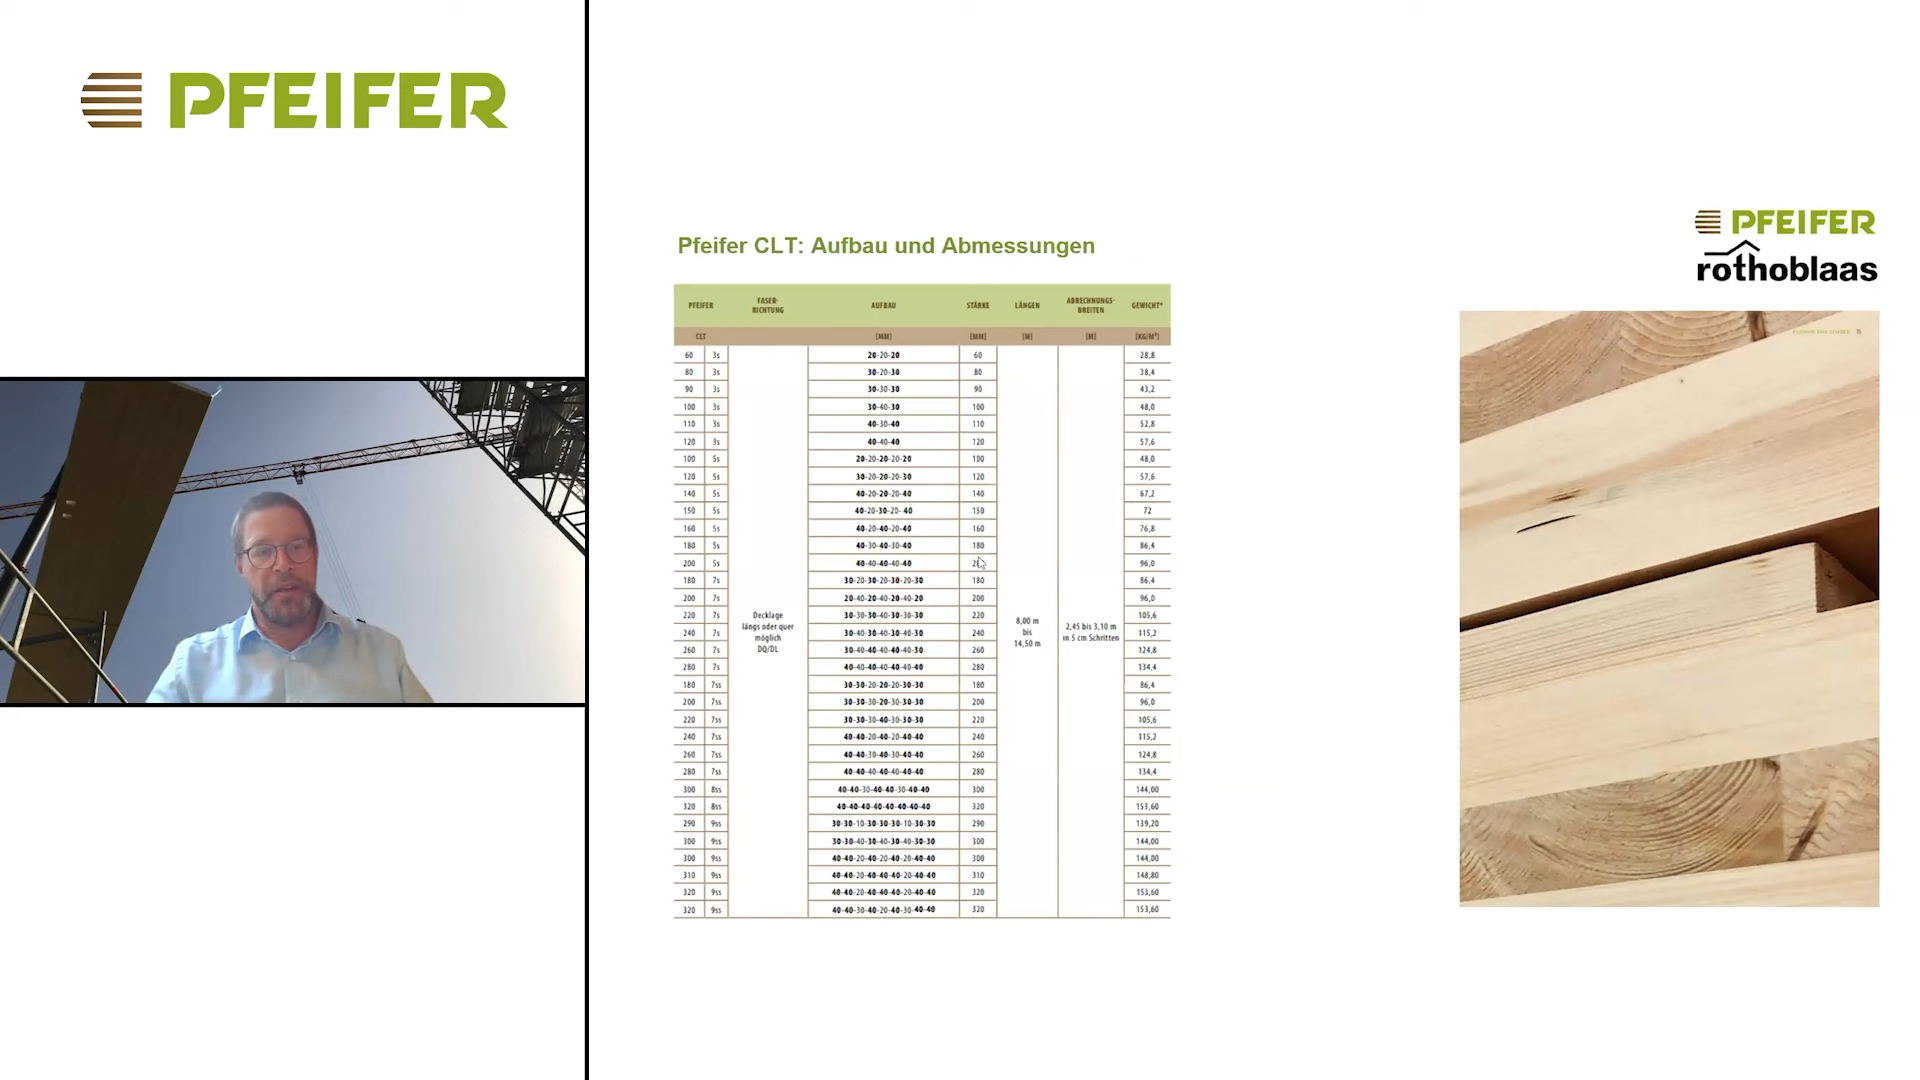 PFEIFER
PFEIFER
rothoblaas
Pfeifer CLT: Aufbau und Abmessungen
PFEIFER FASER- AUFBAU STÄRKE LÄNGEN ABRECHNUNGS- GEWICHT*
RICHTUNG BREITEN
CLT [MM] [MM] [M] [M] [KG/M²]
60 3s 20-20-20 60 28,8
80 3s 30-20-30 80 38,4
90 3s 30-30-30 90 43,2
100 3s 30-40-30 100 48,0
110 3s 40-30-40 110 52,8
120 3s 40-40-40 120 57,6
100 5s 20-20-20-20-20 100 48,0
120 5s 30-20-20-20-30 120 57,6
140 5s 40-20-20-20-40 140 67,2
150 5s 40-20-30-20- 40 150 72
160 5s 40-20-40-20-40 160 76,8
180 5s 40-30-40-30-40 180 86,4
200 5s 40-40-40-40-40 96,0
180 7s 30-20-30-20-30-20-30 180 86,4
200 7s 20-40-20-40-20-40-20 200 96,0
220 7s 30-30-30-40-30-30-30 220 105,6
240 7s 30-40-30-40-30-40-30 240 115,2
260 7s 30-40-40-40-40-40-30 260 124,8
280 7s 40-40-40-40-40-40-40 280 134,4
180 7ss 30-30-20-20-20-30-30 180 86,4
200 7ss 30-30-30-20-30-30-30 200 96,0
220 7ss 30-30-30-40-30-30-30 220 105,6
240 7ss 40-40-20-40-20-40-40 240 115,2
260 7ss 40-40-30-40-30-40-40 260 124,8
280 7ss 40-40-40-40-40-40-40 280 134,4
300 8ss 40-40-30-40-40-30-40-40 300 144,00
320 8ss 40-40-40-40-40-40-40-40 320 153,60
290 9ss 30-30-10-30-30-30-10-30-30 290 139,20
300 9ss 30-30-40-30-40-30-40-30-30 300 144,00
300 9ss 40-40-20-40-20-40-20-40-40 300 144,00
310 9ss 40-40-20-40-40-40-20-40-40 310 148,80
320 9ss 40-40-20-40-40-40-20-40-40 320 153,60
320 9ss 40-40-30-40-20-40-30-40-40 320 153,60
Decklage
längs oder quer
möglich
DQ/DL
8,00 m
bis
14,50 m
2,45 bis 3,10 m
in 5 cm Schritten